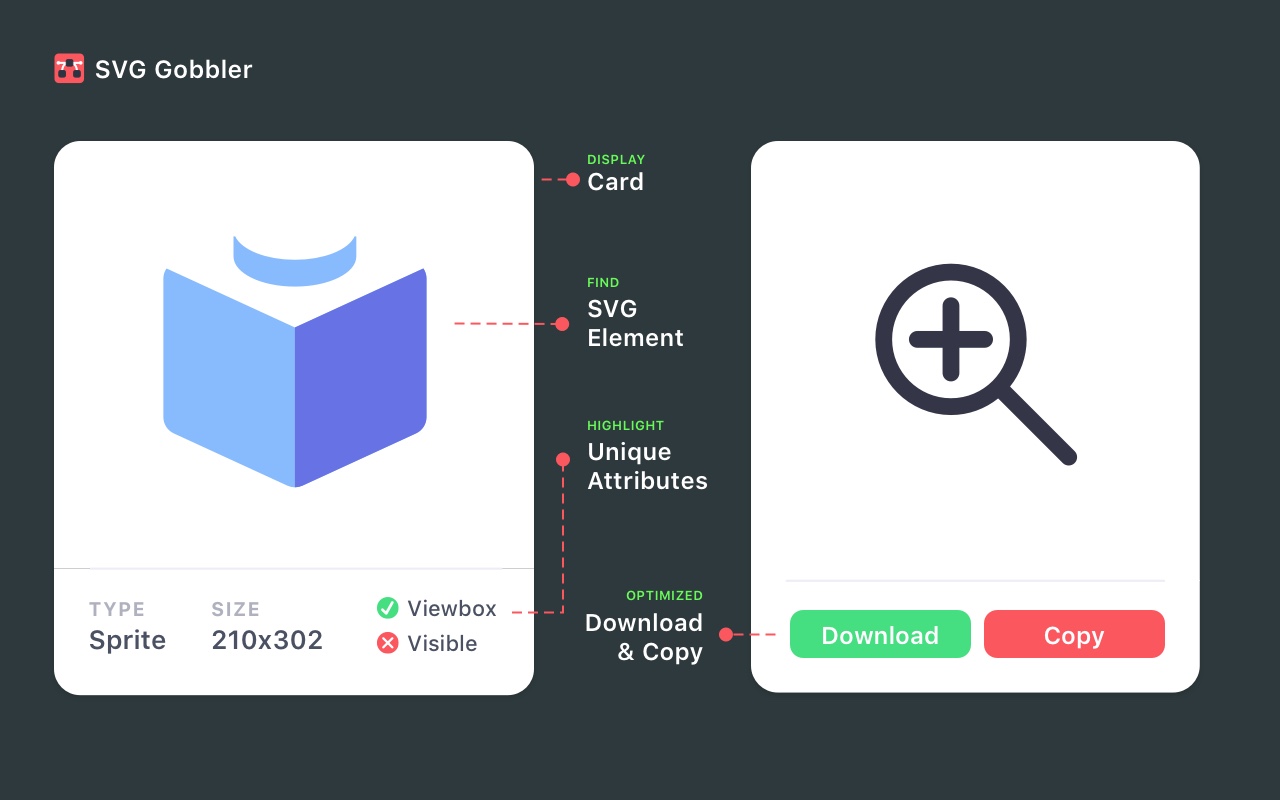 SVG Gobbler
DISPLAY
Card
FIND
SVG
Element
HIGHLIGHT
Unique
Attributes
OPTIMIZED
Download
& Copy
TYPE
Sprite
SIZE
210x302
Viewbox
Visible
Download
Copy